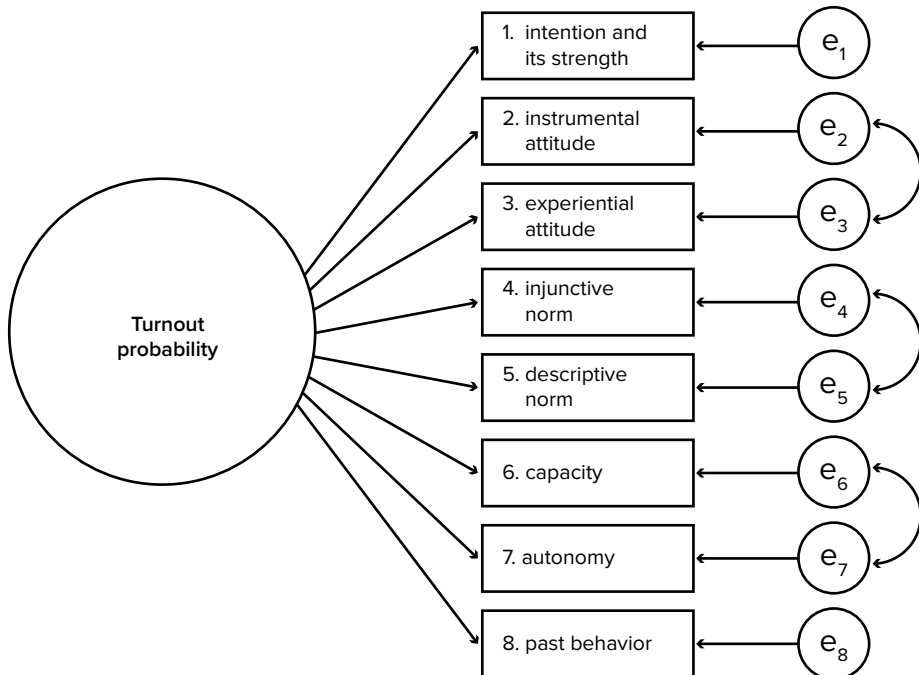 1. intention and
its strength
e1
2. instrumental
attitude
e2
3. experiential
attitude
e3
Turnout
probability
4. injunctive
norm
e4
5. descriptive
norm
e5
6. capacity
e6
7. autonomy
e7
8. past behavior
e8